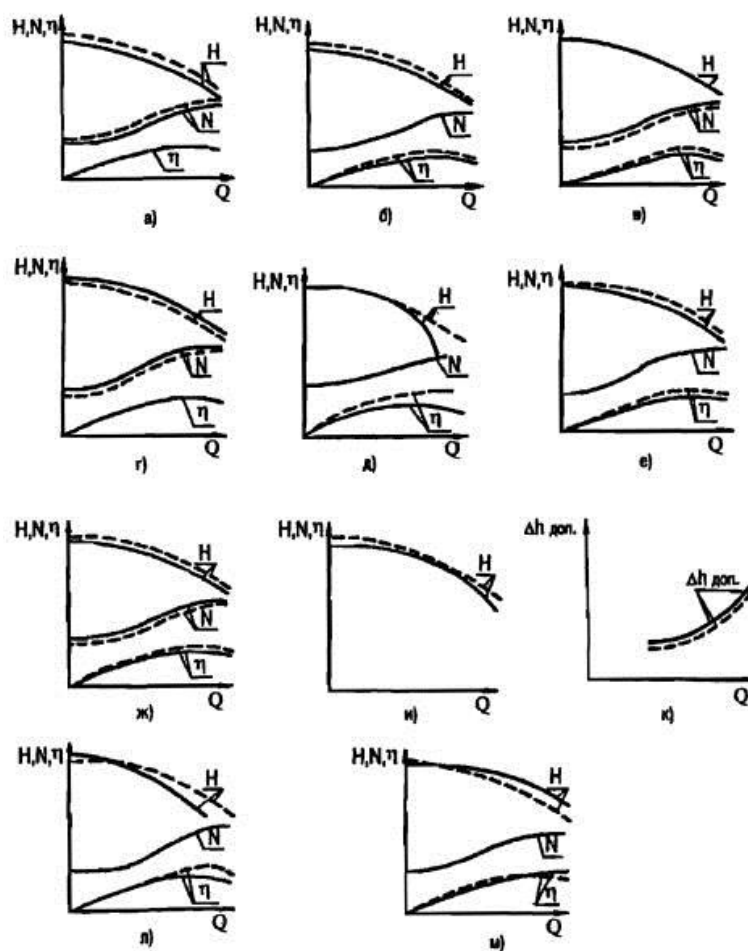 H,N,η H,N,η H,N,η
H H H
N N N
η η η
Q Q Q
а) б) в)
H,N,η H,N,η H,N,η
H H H
N N N
η η η
Q Q Q
г) д) е)
H,N,η H,N,η Δh доп.
H H Δh доп.
N
η
Q Q Q
ж) и) к)
H,N,η H,N,η
H H
N N
η η
Q Q
л) м)